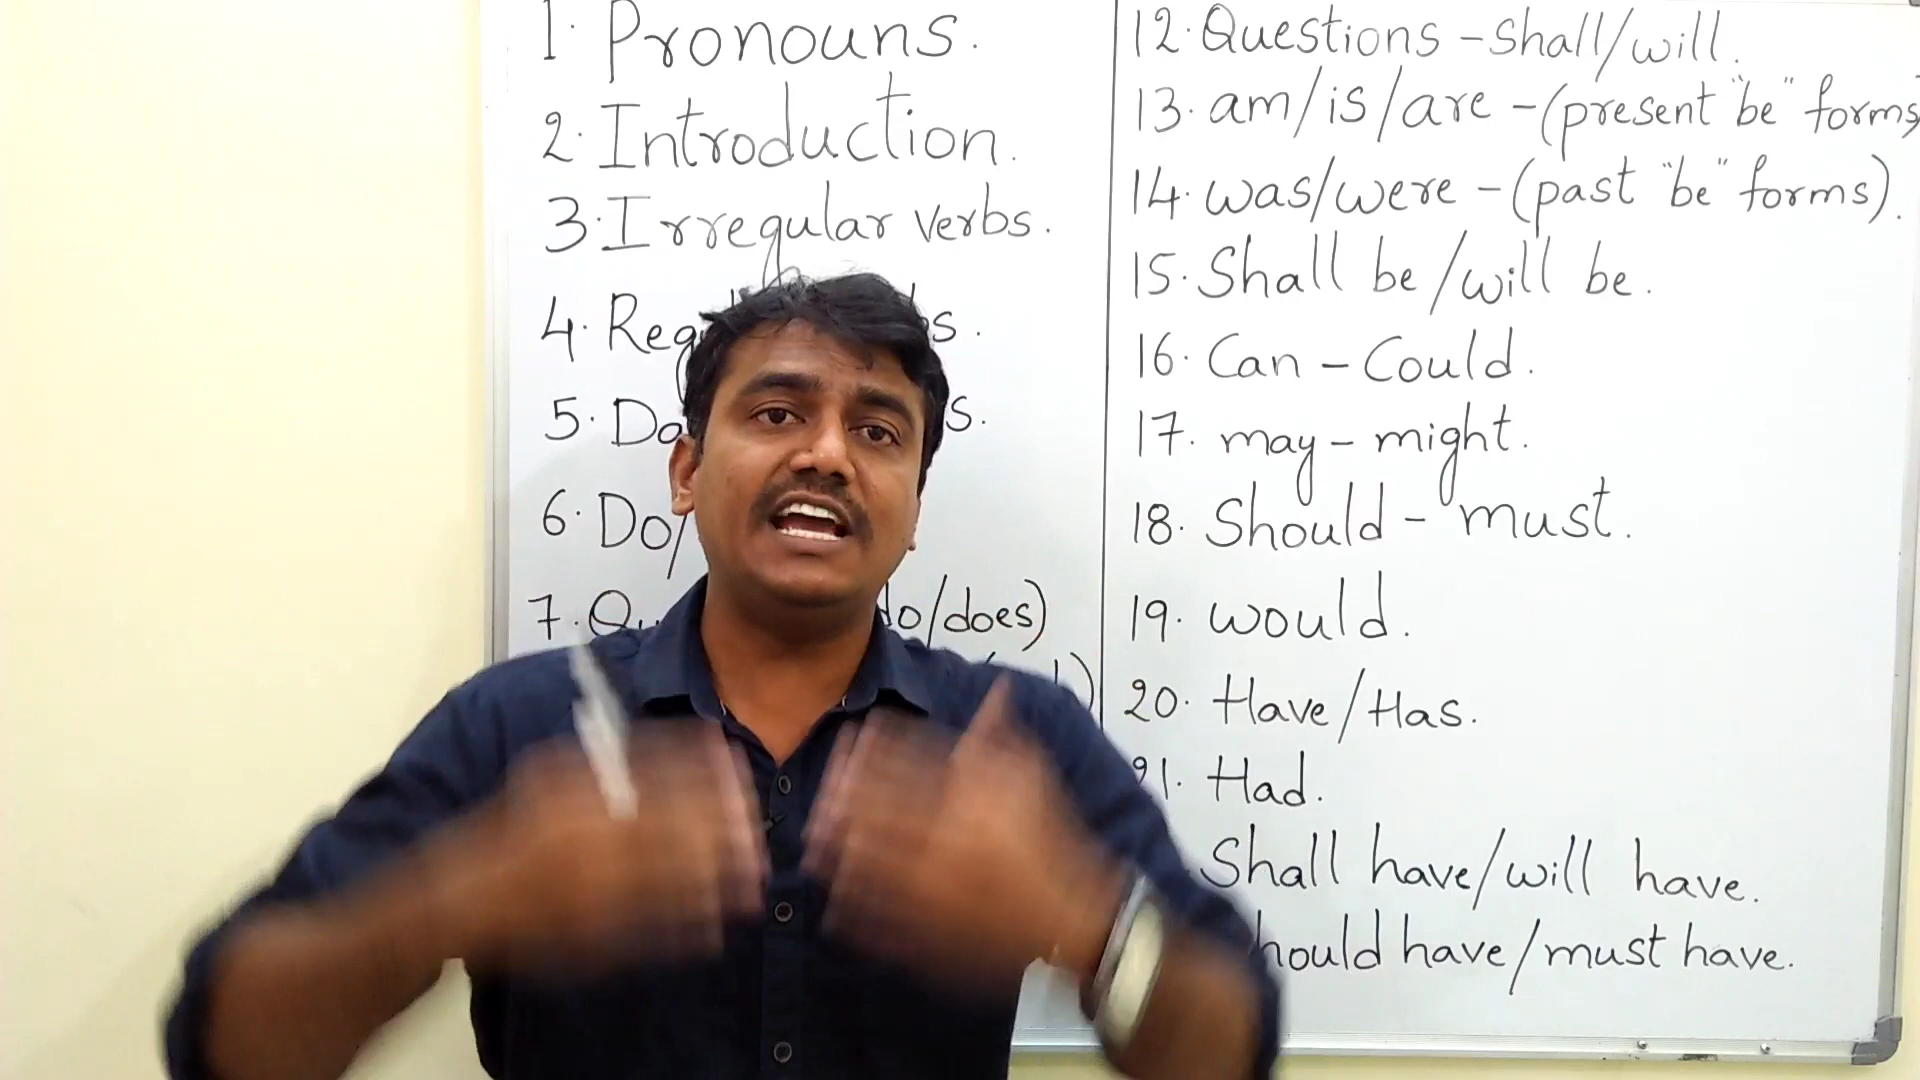 1. Pronouns.
2. Introduction.
3. Irregular verbs.
4.
5.
6. Do/
7. do/does)
12. Questions - Shall/will.
13. am/is/are - (present "be" forms
14. was/were - (past "be" forms).
15. Shall be/will be.
16. Can - Could.
17. may - might.
18. Should - must.
19. would.
20. Have/Has.
21. Had.
Shall have/will have.
have/must have.